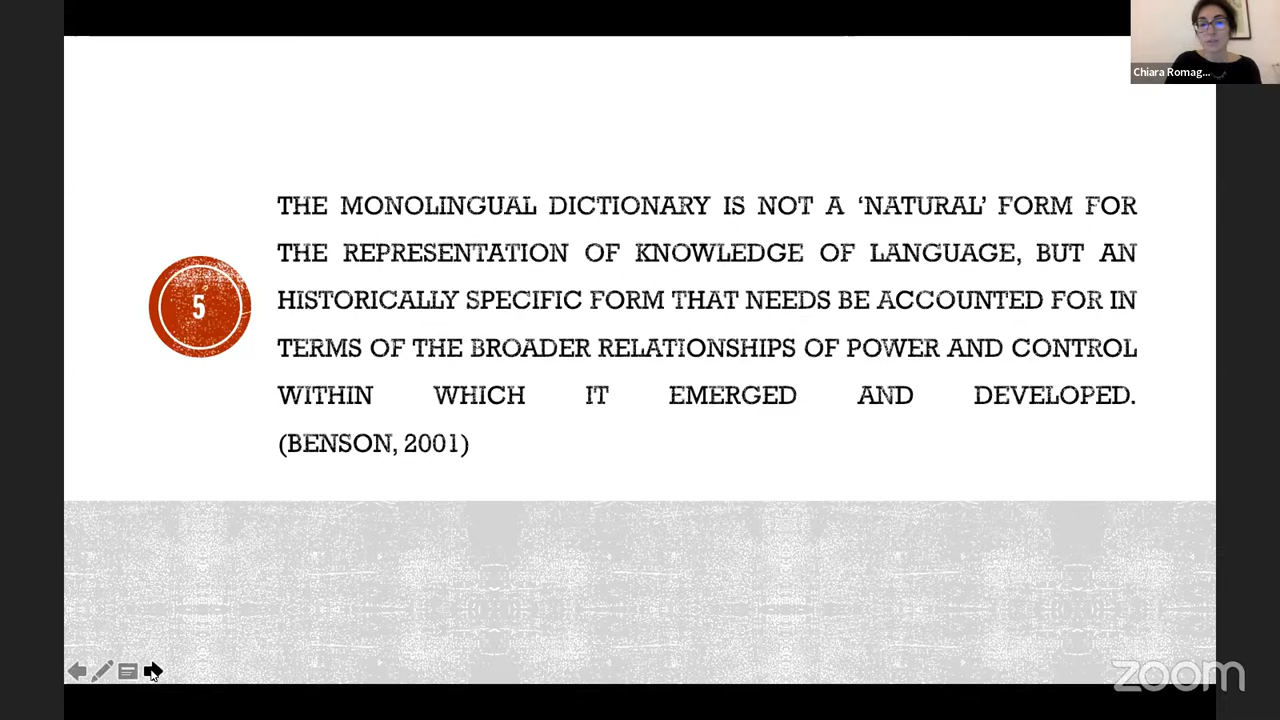 Chiara Romag...
THE MONOLINGUAL DICTIONARY IS NOT A ‘NATURAL’ FORM FOR
THE REPRESENTATION OF KNOWLEDGE OF LANGUAGE, BUT AN
HISTORICALLY SPECIFIC FORM THAT NEEDS BE ACCOUNTED FOR IN
TERMS OF THE BROADER RELATIONSHIPS OF POWER AND CONTROL
WITHIN WHICH IT EMERGED AND DEVELOPED.
(BENSON, 2001)
5
zoom